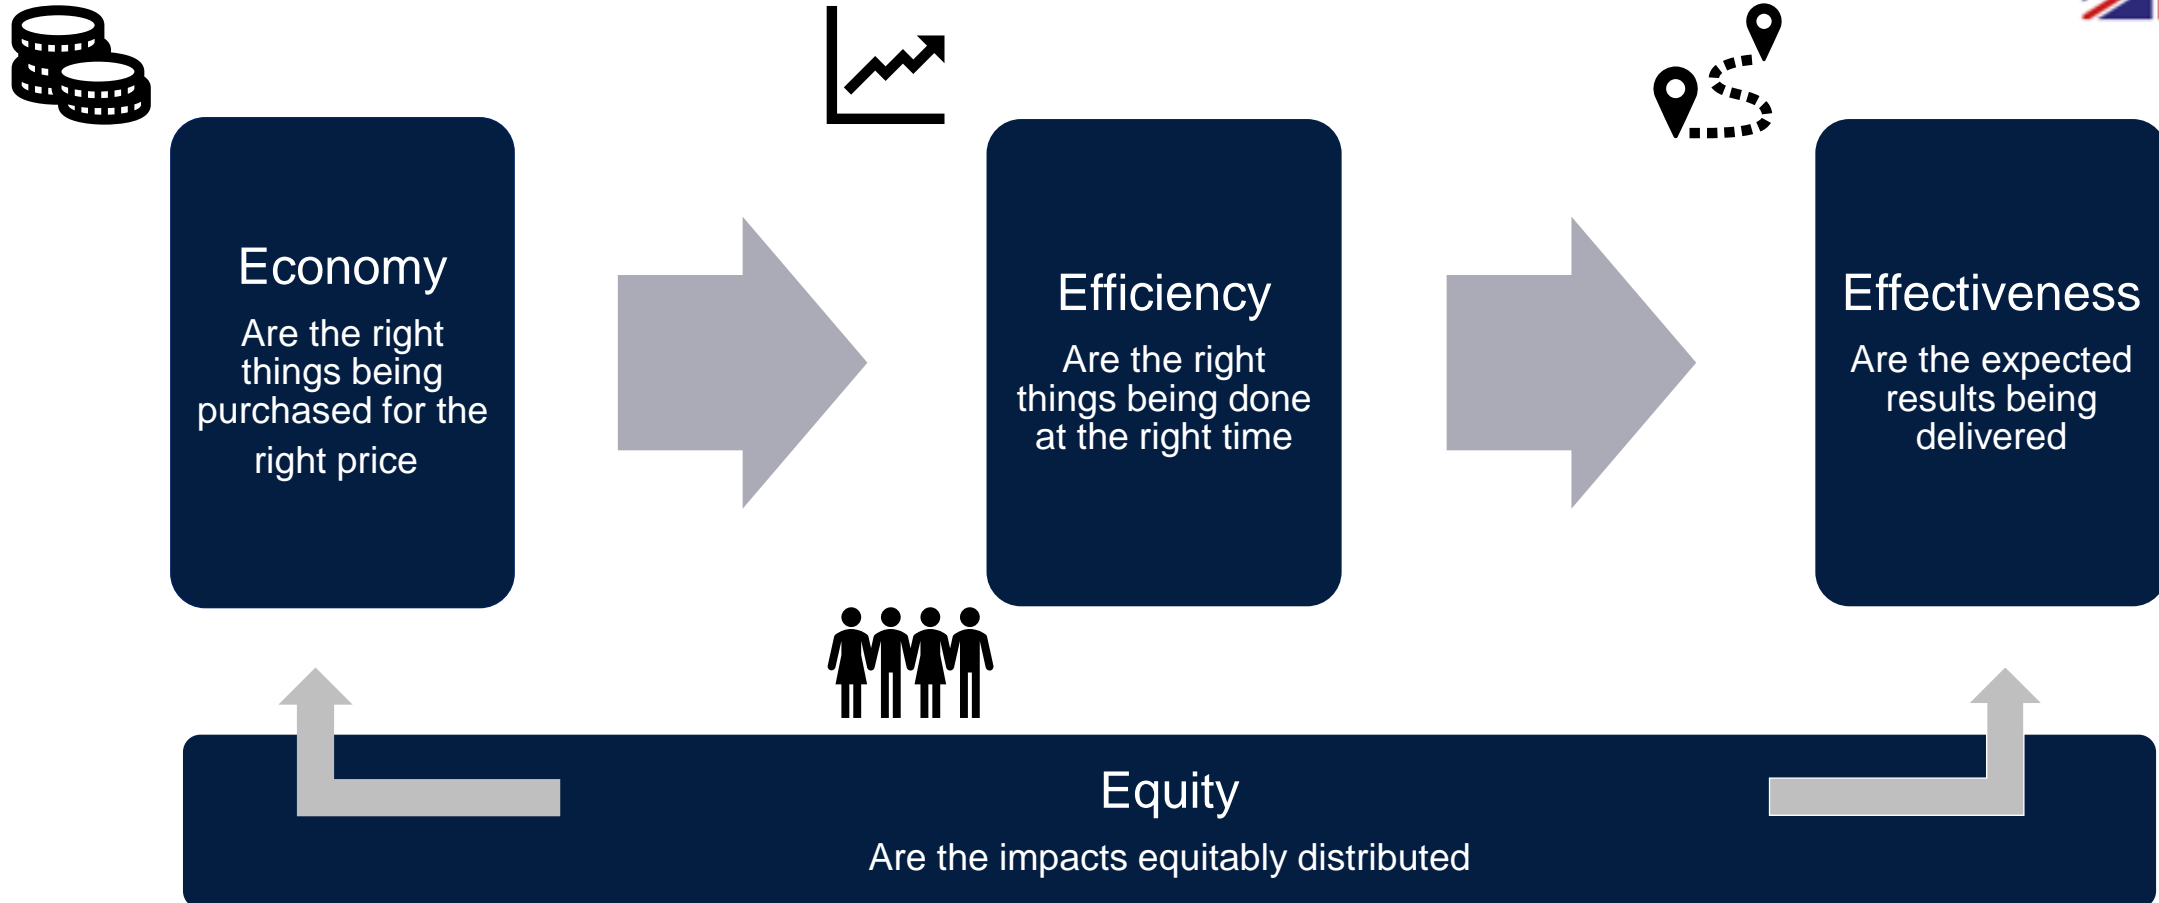 Economy
Are the right
things being
purchased for the
right price
Efficiency
Are the right
things being done
at the right time
Effectiveness
Are the expected
results being
delivered
Equity
Are the impacts equitably distributed